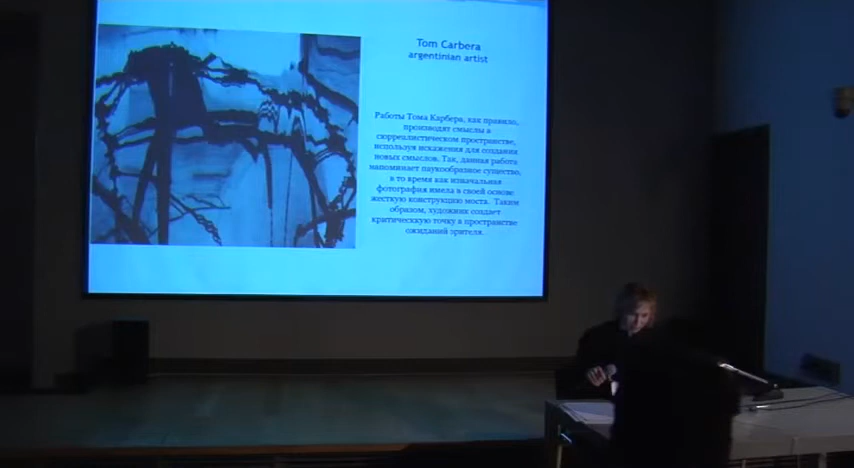 Tom Carbera
argentinian artist
Работы Тома Карбера, как правило,
производят смыслы в
сюрреалистическом пространстве,
используя искажения для создания
новых смыслов. Так, данная работа
напоминает паукообразное существо,
в то время как изначальная
фотография имела в своей основе
жесткую конструкцию моста. Таким
образом, художник создает
критическую точку в пространстве
ожиданий зрителя.